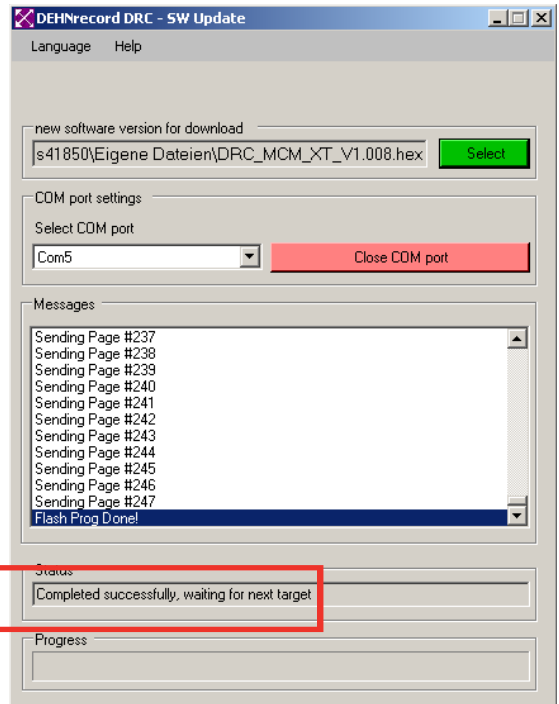 DEHNrecord DRC - SW Update
Language Help
new software version for download
s41850\Eigene Dateien\DRC_MCM_XT_V1.008.hex Select
COM port settings
Select COM port
Com5 Close COM port
Messages
Sending Page #237
Sending Page #238
Sending Page #239
Sending Page #240
Sending Page #241
Sending Page #242
Sending Page #243
Sending Page #244
Sending Page #245
Sending Page #246
Sending Page #247
Flash Prog Done!
Status
Completed successfully, waiting for next target
Progress